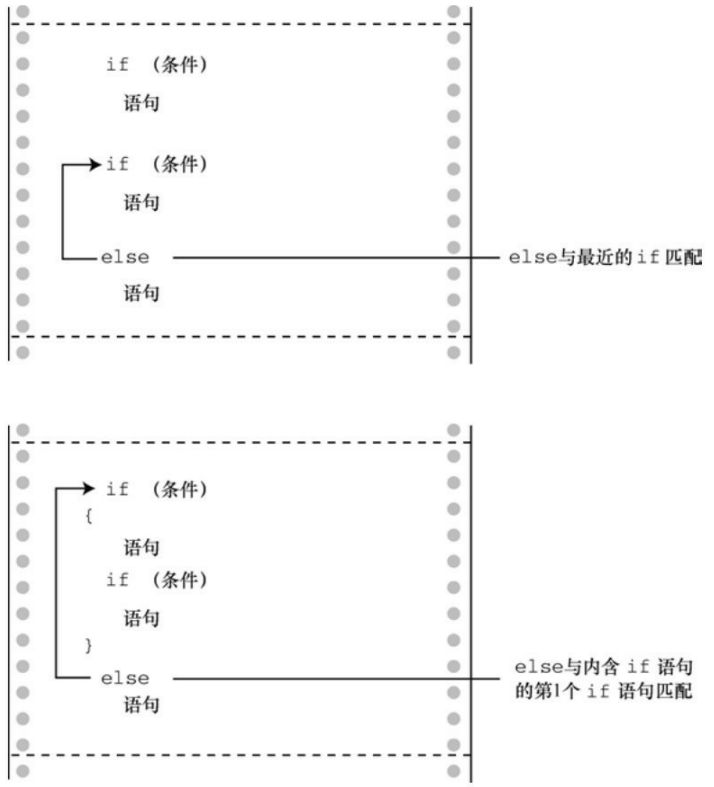 if （条件）
语句
if （条件）
语句
else
else与最近的if匹配
语句
if （条件）
{
语句
if （条件）
语句
}
else
else与内含 if 语句
的第1个 if 语句匹配
语句